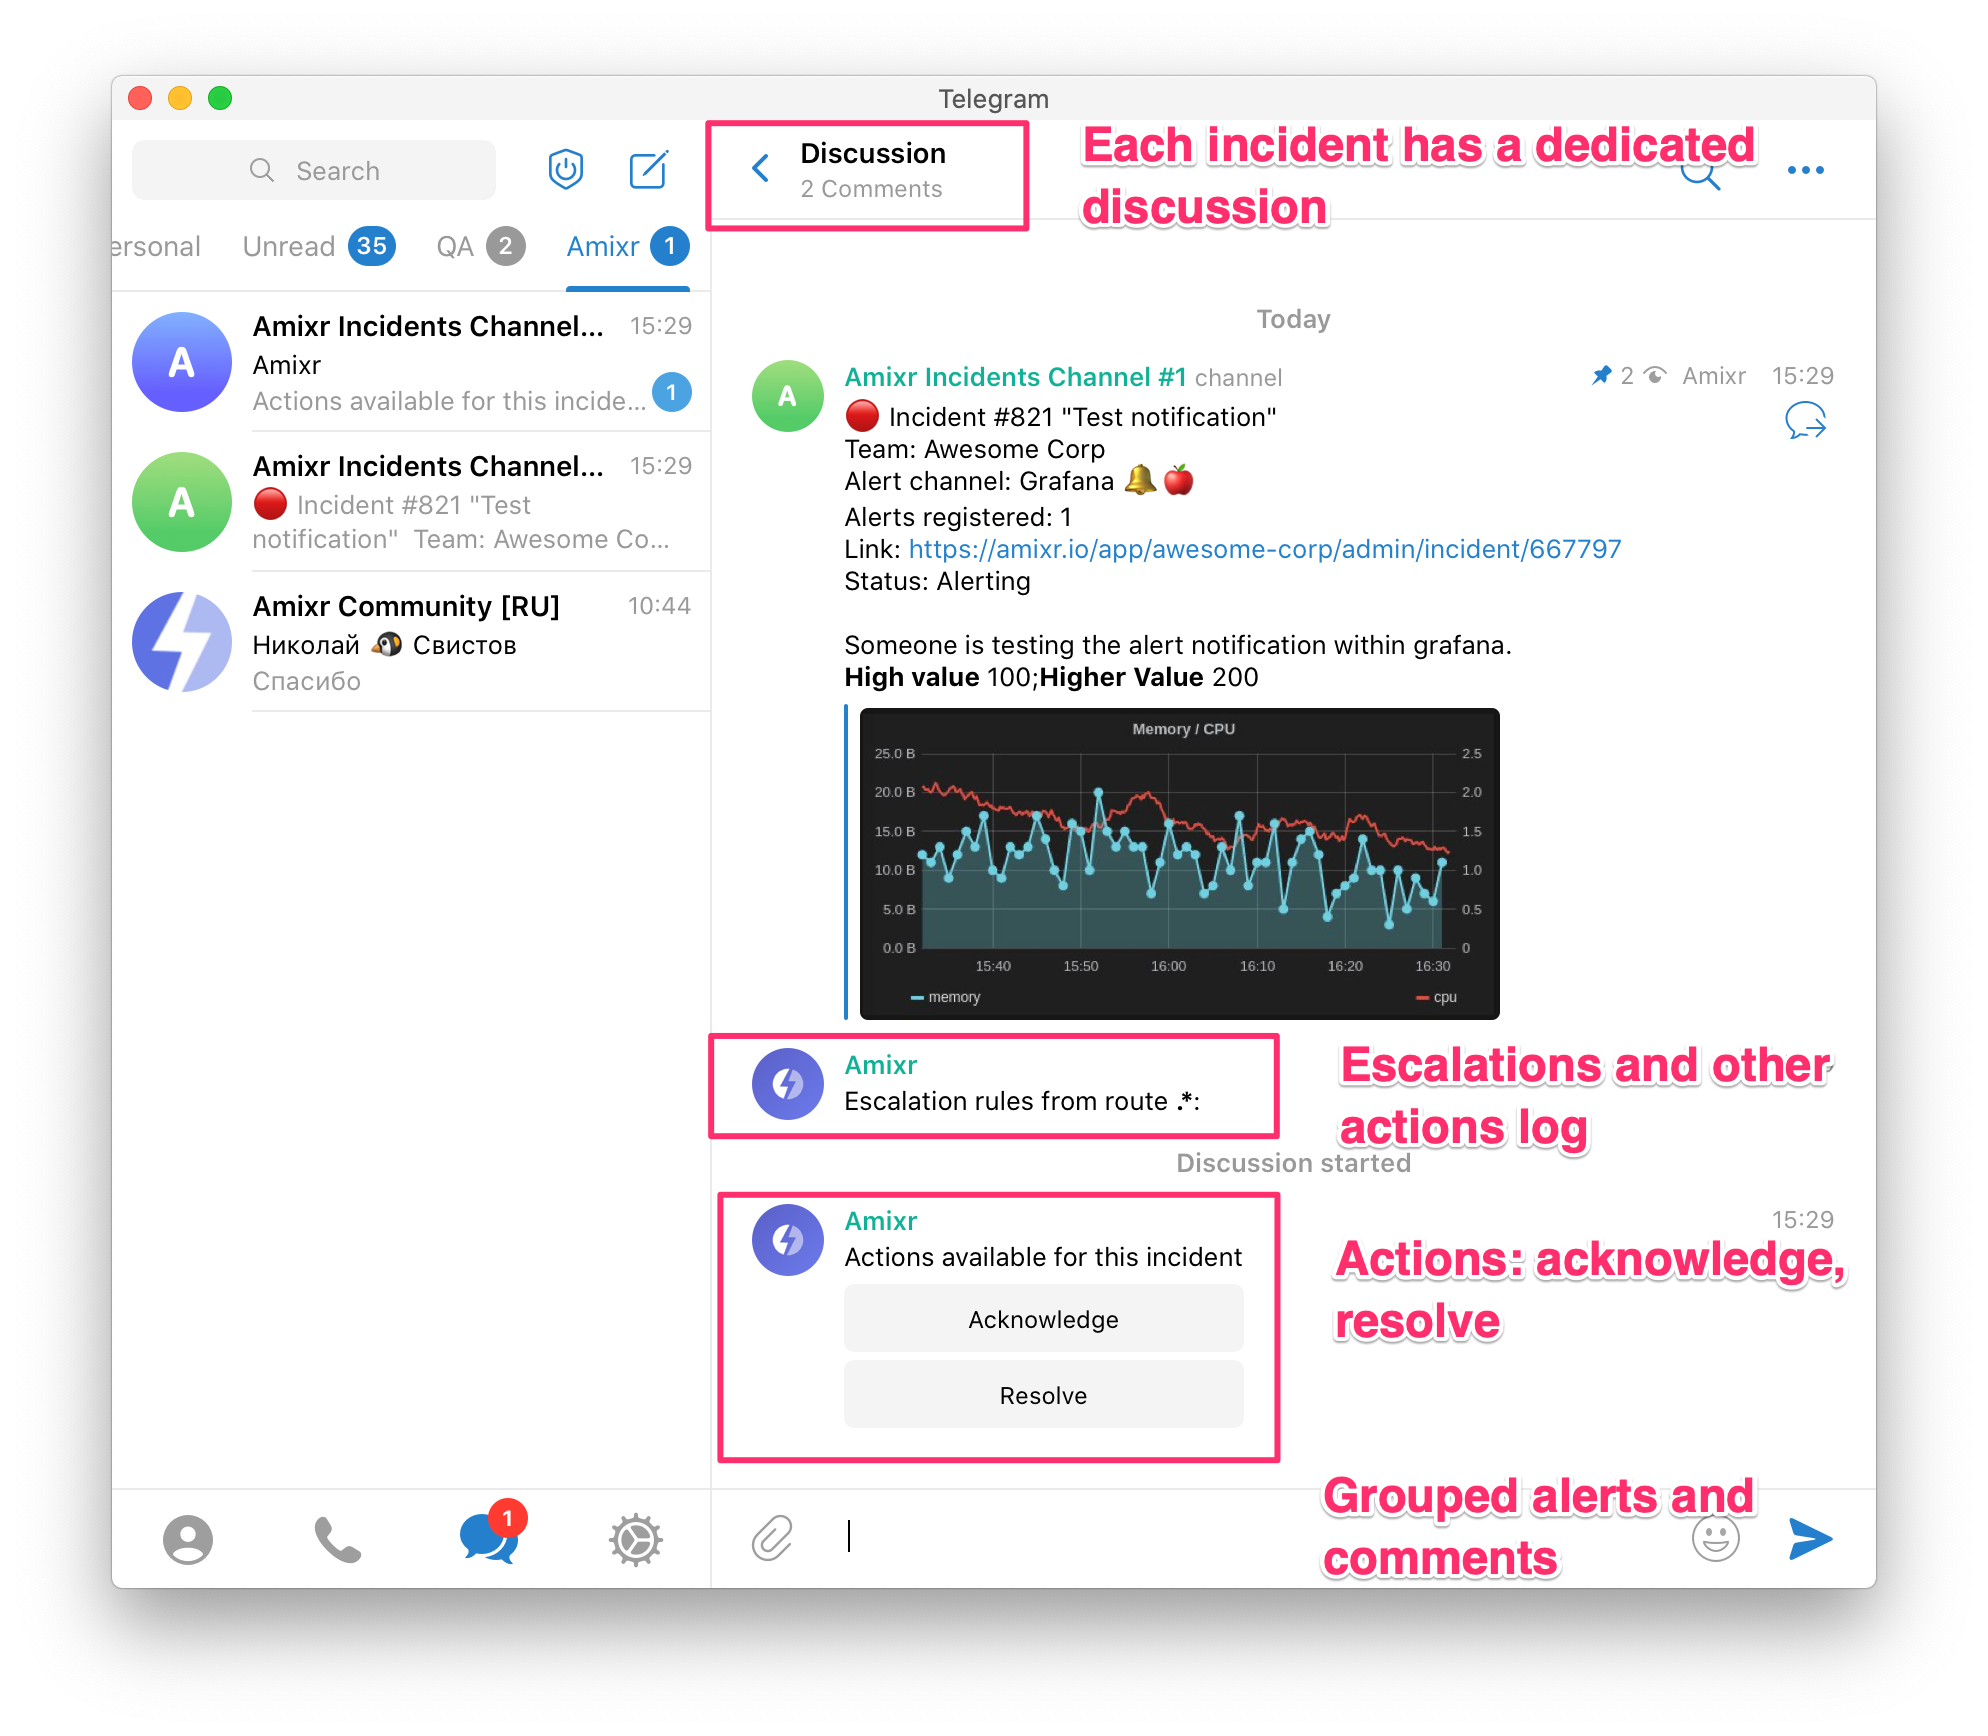 Telegram
Search
ersonal
Unread 35
QA 2
Amixr 1
A
Amixr Incidents Channel... 15:29
Amixr
Actions available for this incide... 1
A
Amixr Incidents Channel... 15:29
🔴 Incident #821 "Test
notification" Team: Awesome Co...
Amixr Community [RU] 10:44
Николай 🐧 Свистов
Спасибо
1
Discussion
2 Comments
Each incident has a dedicated
discussion
Today
A
Amixr Incidents Channel #1 channel
2 Amixr 15:29
🔴 Incident #821 "Test notification"
Team: Awesome Corp
Alert channel: Grafana 🔔🍎
Alerts registered: 1
Link: https://amixr.io/app/awesome-corp/admin/incident/667797
Status: Alerting
Someone is testing the alert notification within grafana.
High value 100;Higher Value 200
Memory / CPU
25.0 B 2.5
20.0 B 2.0
15.0 B 1.5
10.0 B 1.0
5.0 B 0.5
0.0 B 0
15:40 15:50 16:00 16:10 16:20 16:30
memory cpu
Amixr
Escalation rules from route .*:
Escalations and other
actions log
Discussion started
Amixr 15:29
Actions available for this incident
Acknowledge
Resolve
Actions: acknowledge,
resolve
Grouped alerts and
comments